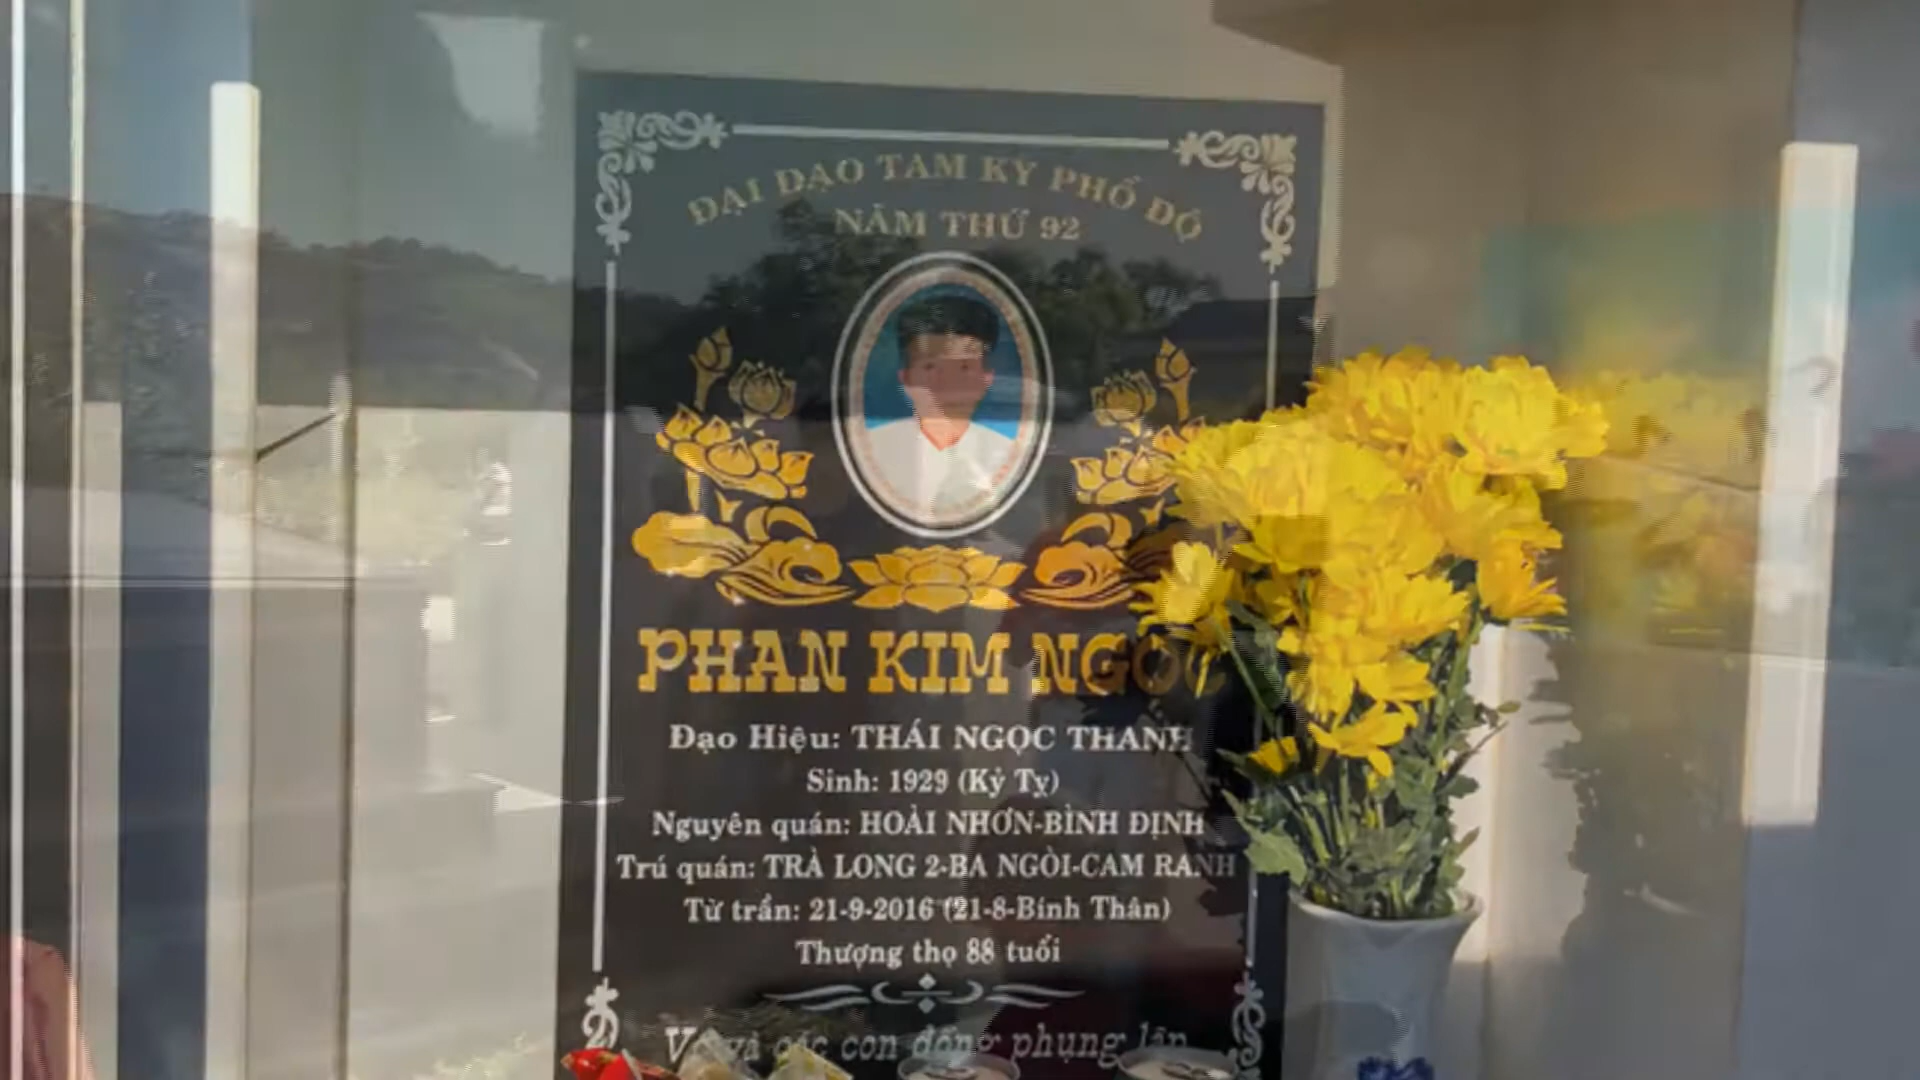 ĐẠI ĐẠO TAM KỲ PHỔ ĐỘ
NĂM THỨ 92
PHAN KIM NGỌC
Đạo Hiệu: THÁI NGỌC THANH
Sinh: 1929 (Kỷ Tỵ)
Nguyên quán: HOÀI NHƠN-BÌNH ĐỊNH
Trú quán: TRÀ LONG 2-BA NGÒI-CAM RANH
Từ trần: 21-9-2016 (21-8-Bính Thân)
Thượng thọ 88 tuổi
Vợ và các con đồng phụng lập